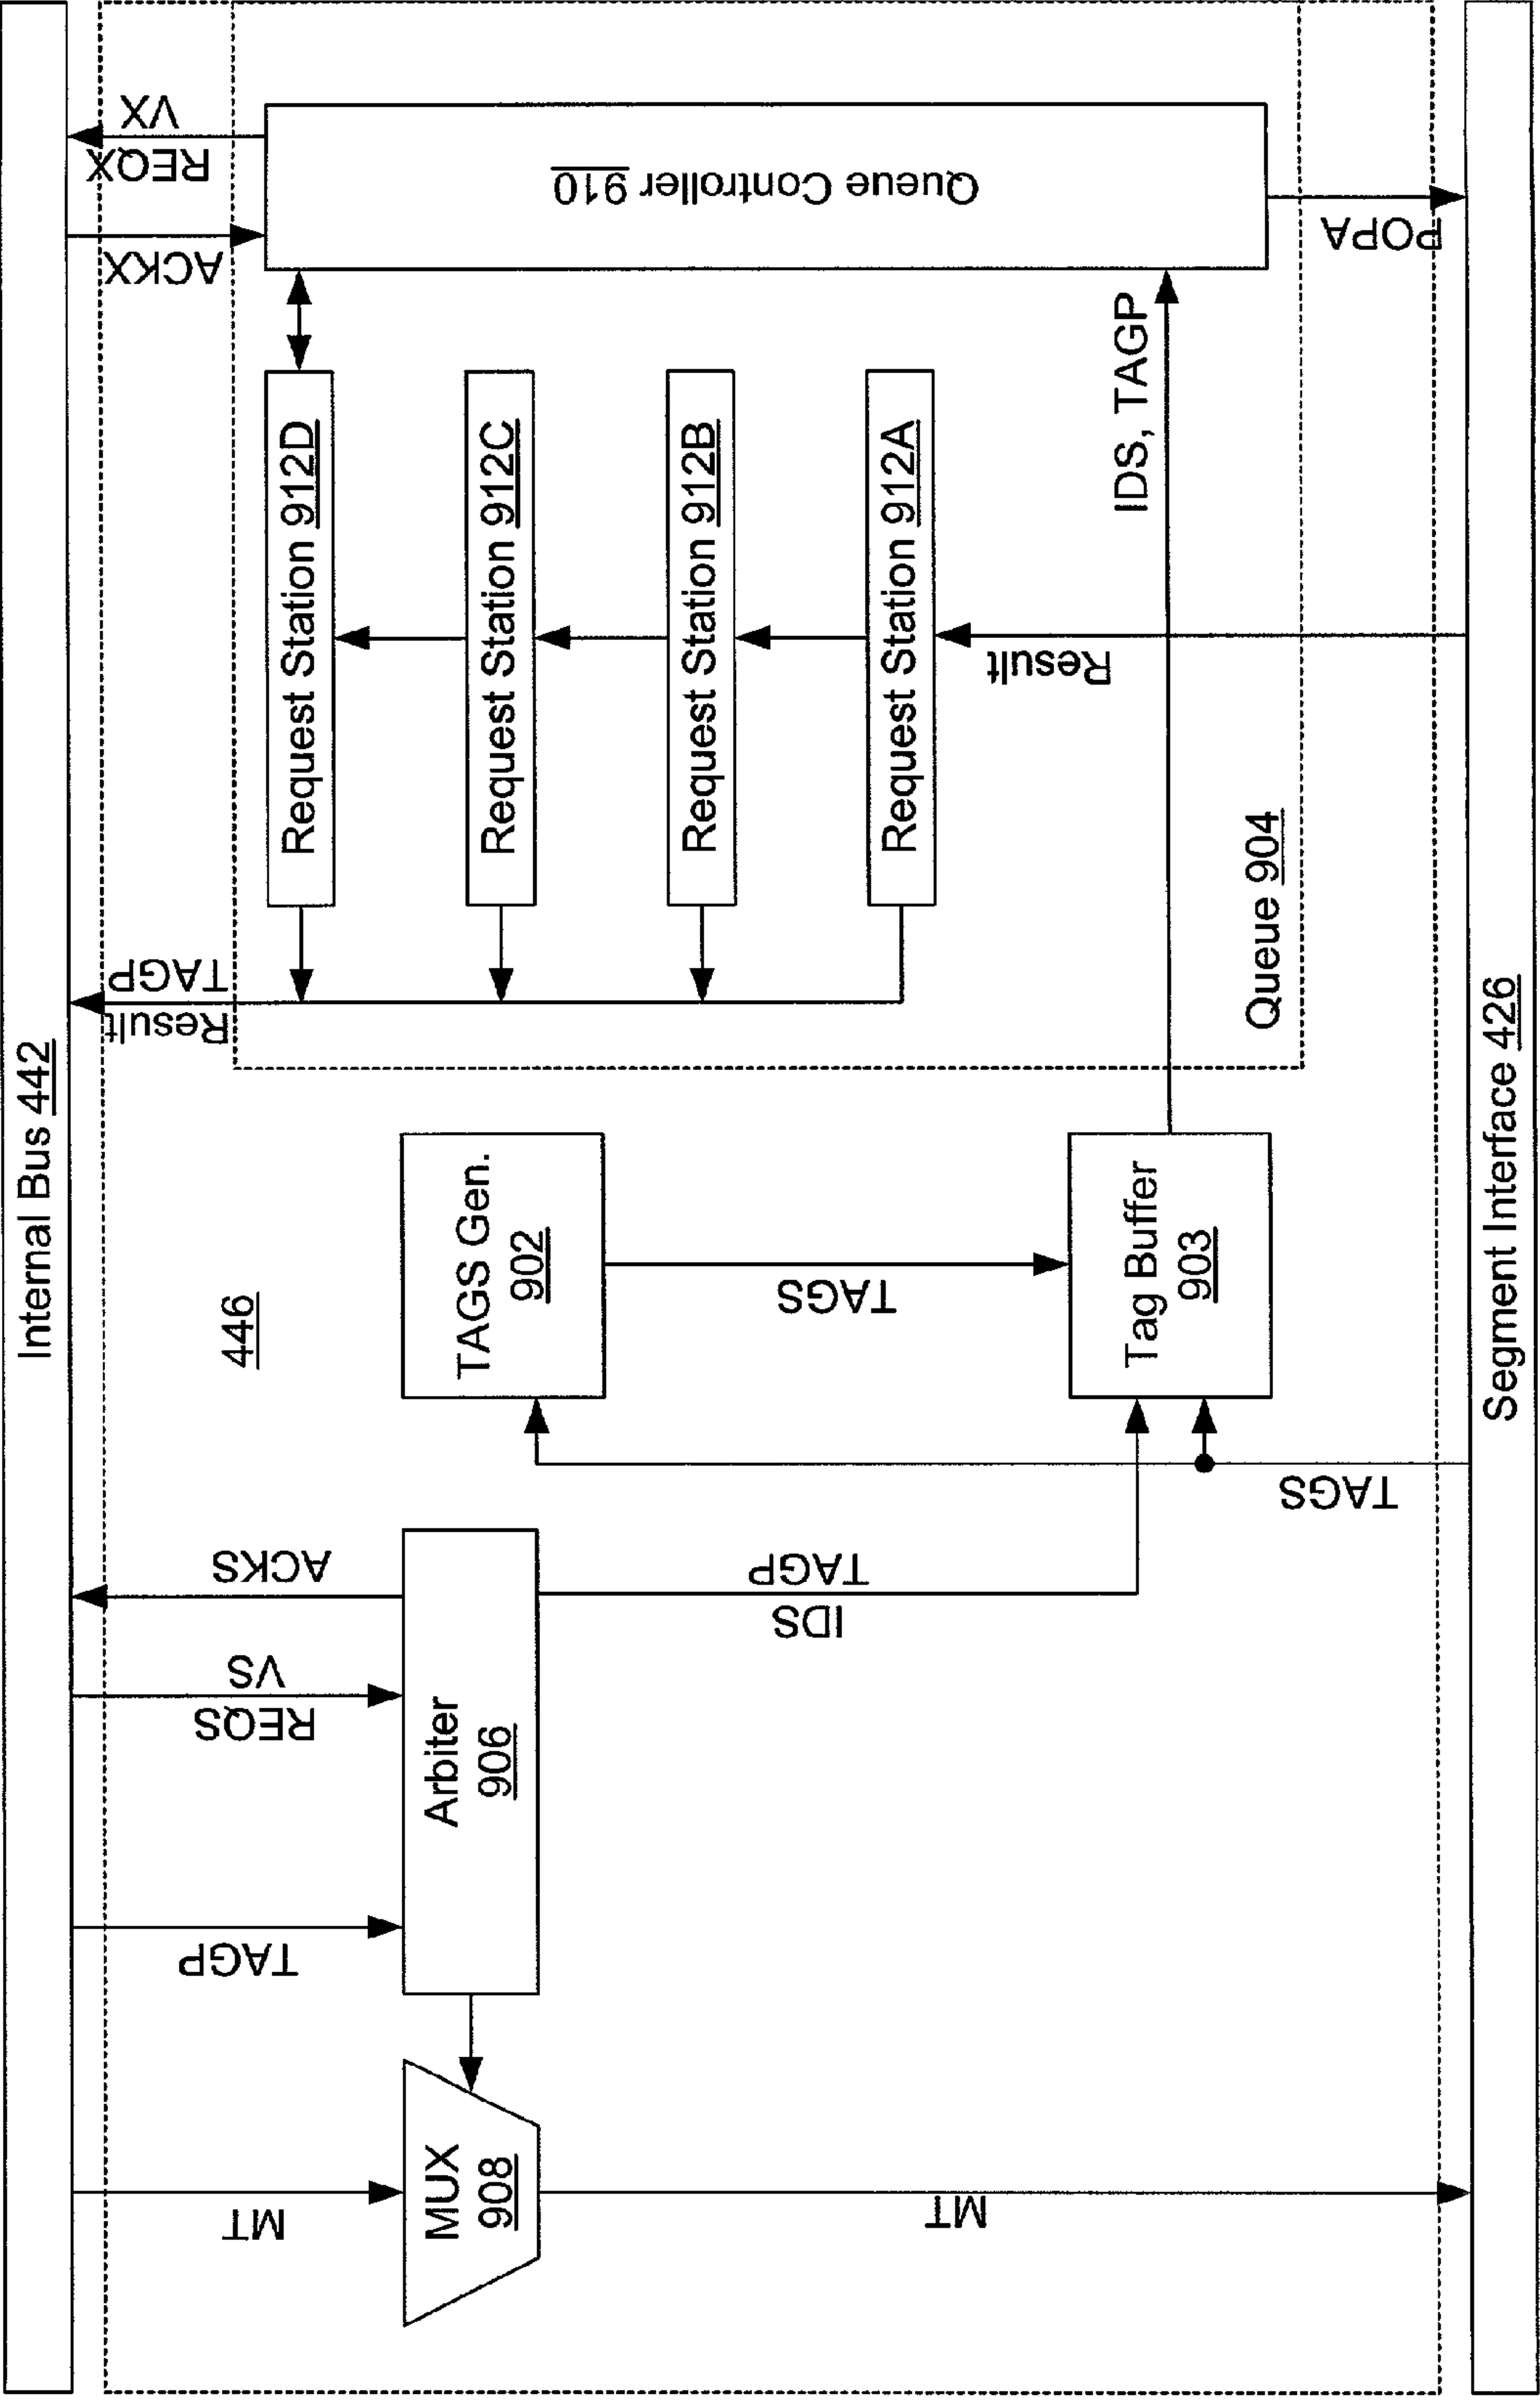 Internal Bus 442
MT
TAGP
REQS
VS
ACKS
446
Result
TAGP
ACKX
REQX
VX
MUX
908
Arbiter
906
TAGS Gen.
902
Request Station 912D
Request Station 912C
Request Station 912B
Request Station 912A
Queue Controller 910
MT
IDS
TAGP
TAGS
Tag Buffer
903
Result
IDS, TAGP
Queue 904
TAGS
POPA
Segment Interface 426